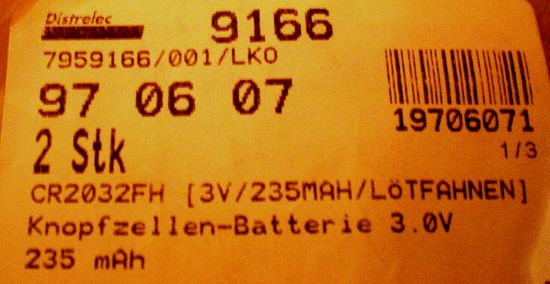 Distrelec
9166
7959166/001/LKO
97 06 07
19706071
2 Stk
1/3
CR2032FH [3V/235MAH/LÖTFAHNEN]
Knopfzellen-Batterie 3.0V
235 mAh